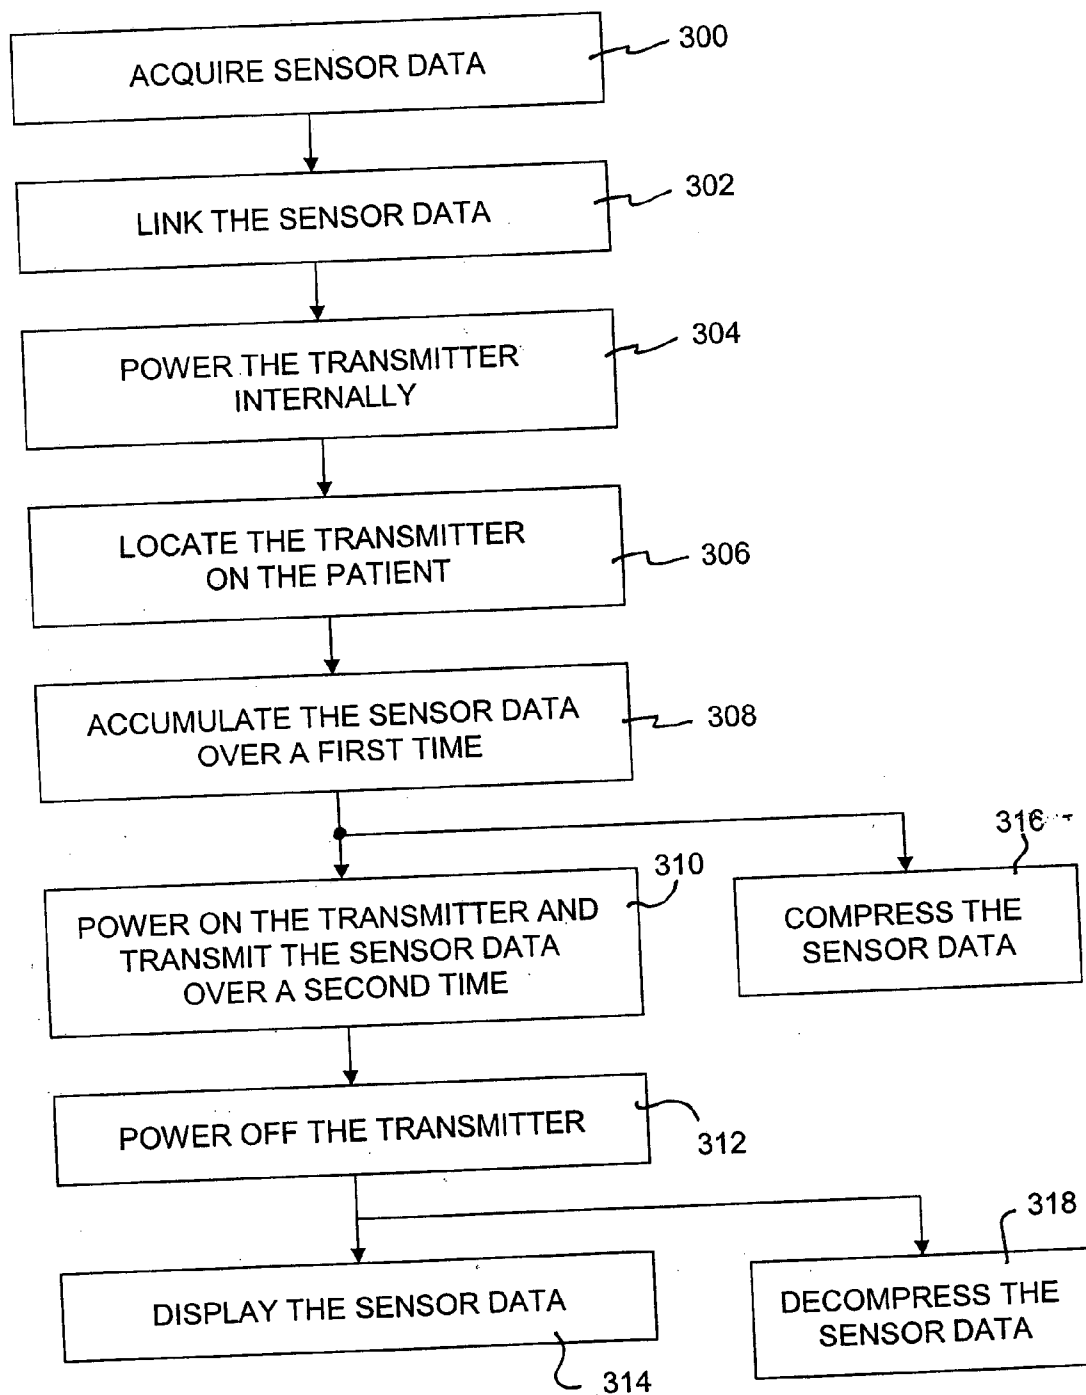 ACQUIRE SENSOR DATA
300
LINK THE SENSOR DATA
302
POWER THE TRANSMITTER
INTERNALLY
304
LOCATE THE TRANSMITTER
ON THE PATIENT
306
ACCUMULATE THE SENSOR DATA
OVER A FIRST TIME
308
310
POWER ON THE TRANSMITTER AND
TRANSMIT THE SENSOR DATA
OVER A SECOND TIME
316
COMPRESS THE
SENSOR DATA
POWER OFF THE TRANSMITTER
312
DISPLAY THE SENSOR DATA
314
318
DECOMPRESS THE
SENSOR DATA